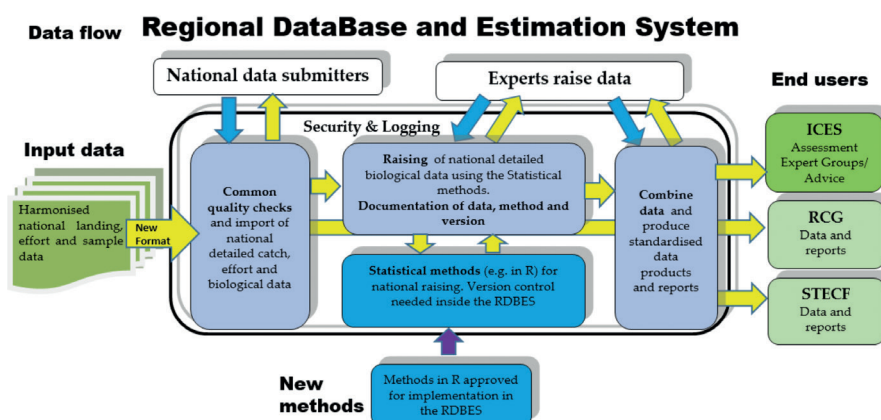 Data flow
Regional DataBase and Estimation System
National data submitters
Experts raise data
End users
Security & Logging
Input data
Harmonised
national landing,
effort and sample
data
New
Format
Common
quality checks
and import of
national
detailed catch,
effort and
biological data
Raising of national detailed
biological data using the Statistical
methods.
Documentation of data, method and
version
Statistical methods (e.g. in R) for
national raising. Version control
needed inside the RDBES
Combine
data and
produce
standardised
data
products
and reports
ICES
Assessment
Expert Groups/
Advice
RCG
Data and
reports
STECF
Data and
reports
New
methods
Methods in R approved
for implementation in
the RDBES